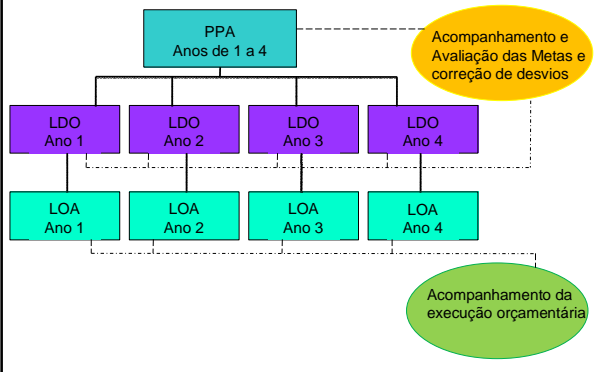 PPA
Anos de 1 a 4
Acompanhamento e
Avaliação das Metas e
correção de desvios
LDO
Ano 1
LDO
Ano 2
LDO
Ano 3
LDO
Ano 4
LOA
Ano 1
LOA
Ano 2
LOA
Ano 3
LOA
Ano 4
Acompanhamento da
execução orçamentária